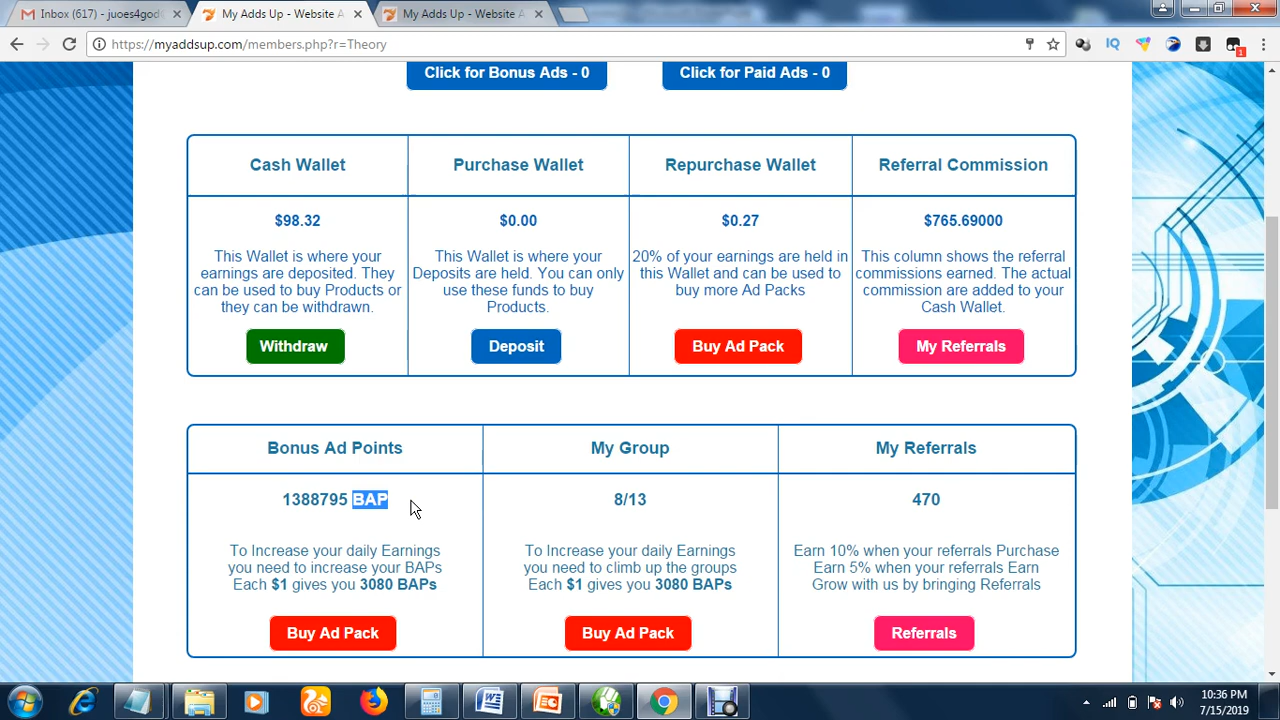 Inbox (617) - juoes4god
My Adds Up - Website A
My Adds Up - Website A
https://myaddsup.com/members.php?r=Theory
Click for Bonus Ads - 0
Click for Paid Ads - 0
Cash Wallet
Purchase Wallet
Repurchase Wallet
Referral Commission
$98.32
$0.00
$0.27
$765.69000
This Wallet is where your
earnings are deposited. They
can be used to buy Products or
they can be withdrawn.
This Wallet is where your
Deposits are held. You can only
use these funds to buy
Products.
20% of your earnings are held in
this Wallet and can be used to
buy more Ad Packs
This column shows the referral
commissions earned. The actual
commission are added to your
Cash Wallet.
Withdraw
Deposit
Buy Ad Pack
My Referrals
Bonus Ad Points
My Group
My Referrals
1388795 BAP
8/13
470
To Increase your daily Earnings
you need to increase your BAPs
Each $1 gives you 3080 BAPs
To Increase your daily Earnings
you need to climb up the groups
Each $1 gives you 3080 BAPs
Earn 10% when your referrals Purchase
Earn 5% when your referrals Earn
Grow with us by bringing Referrals
Buy Ad Pack
Buy Ad Pack
Referrals
10:36 PM
7/15/2019